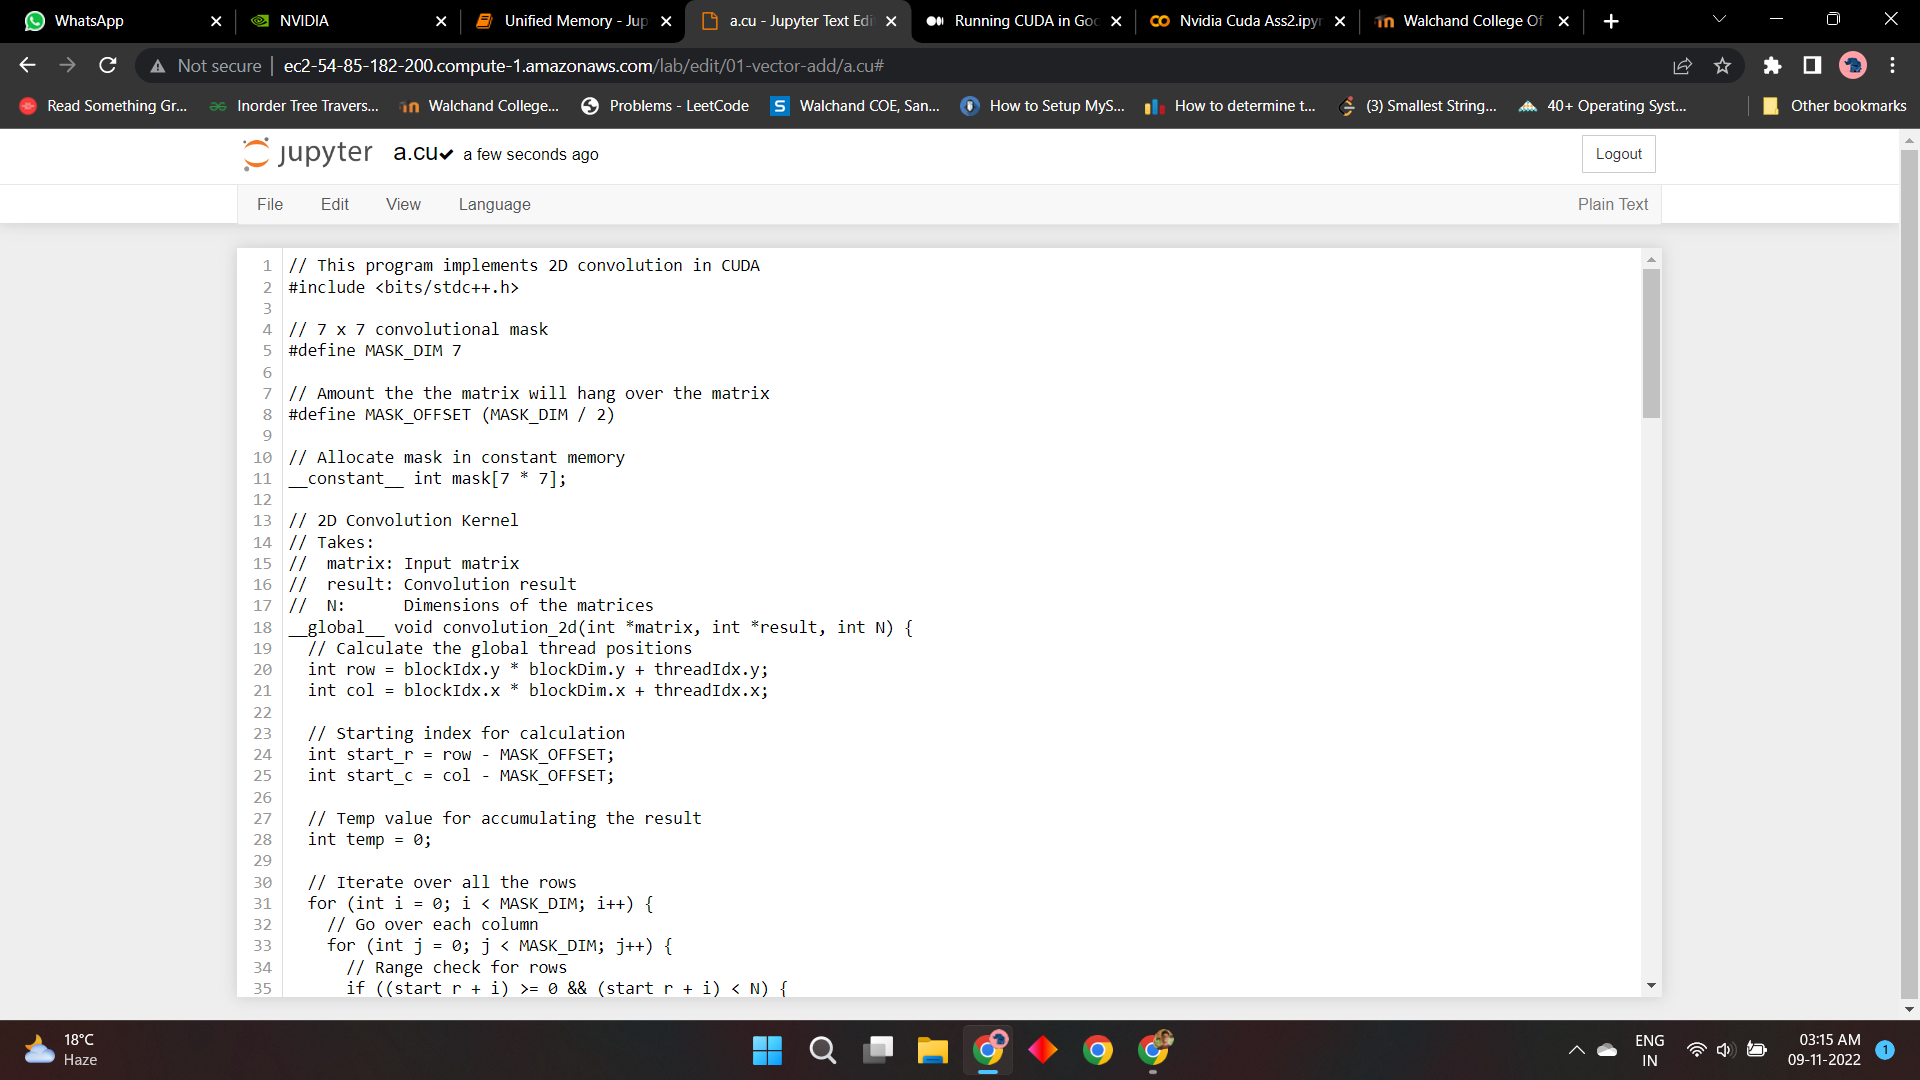 WhatsApp
NVIDIA
Unified Memory - Jup
a.cu - Jupyter Text Edi
Running CUDA in Goo
Nvidia Cuda Ass2.ipyn
Walchand College Of
Not secure | ec2-54-85-182-200.compute-1.amazonaws.com/lab/edit/01-vector-add/a.cu#
Read Something Gr...
Inorder Tree Travers...
Walchand College...
Problems - LeetCode
Walchand COE, San...
How to Setup MyS...
How to determine t...
(3) Smallest String...
40+ Operating Syst...
Other bookmarks
jupyter a.cu a few seconds ago
Logout
File Edit View Language
Plain Text
1 // This program implements 2D convolution in CUDA
2 #include <bits/stdc++.h>
3
4 // 7 x 7 convolutional mask
5 #define MASK_DIM 7
6
7 // Amount the the matrix will hang over the matrix
8 #define MASK_OFFSET (MASK_DIM / 2)
9
10 // Allocate mask in constant memory
11 __constant__ int mask[7 * 7];
12
13 // 2D Convolution Kernel
14 // Takes:
15 //  matrix: Input matrix
16 //  result: Convolution result
17 //  N:      Dimensions of the matrices
18 __global__ void convolution_2d(int *matrix, int *result, int N) {
19   // Calculate the global thread positions
20   int row = blockIdx.y * blockDim.y + threadIdx.y;
21   int col = blockIdx.x * blockDim.x + threadIdx.x;
22
23   // Starting index for calculation
24   int start_r = row - MASK_OFFSET;
25   int start_c = col - MASK_OFFSET;
26
27   // Temp value for accumulating the result
28   int temp = 0;
29
30   // Iterate over all the rows
31   for (int i = 0; i < MASK_DIM; i++) {
32     // Go over each column
33     for (int j = 0; j < MASK_DIM; j++) {
34       // Range check for rows
35       if ((start_r + i) >= 0 && (start_r + i) < N) {
18°C
Haze
ENG
IN
03:15 AM
09-11-2022
1